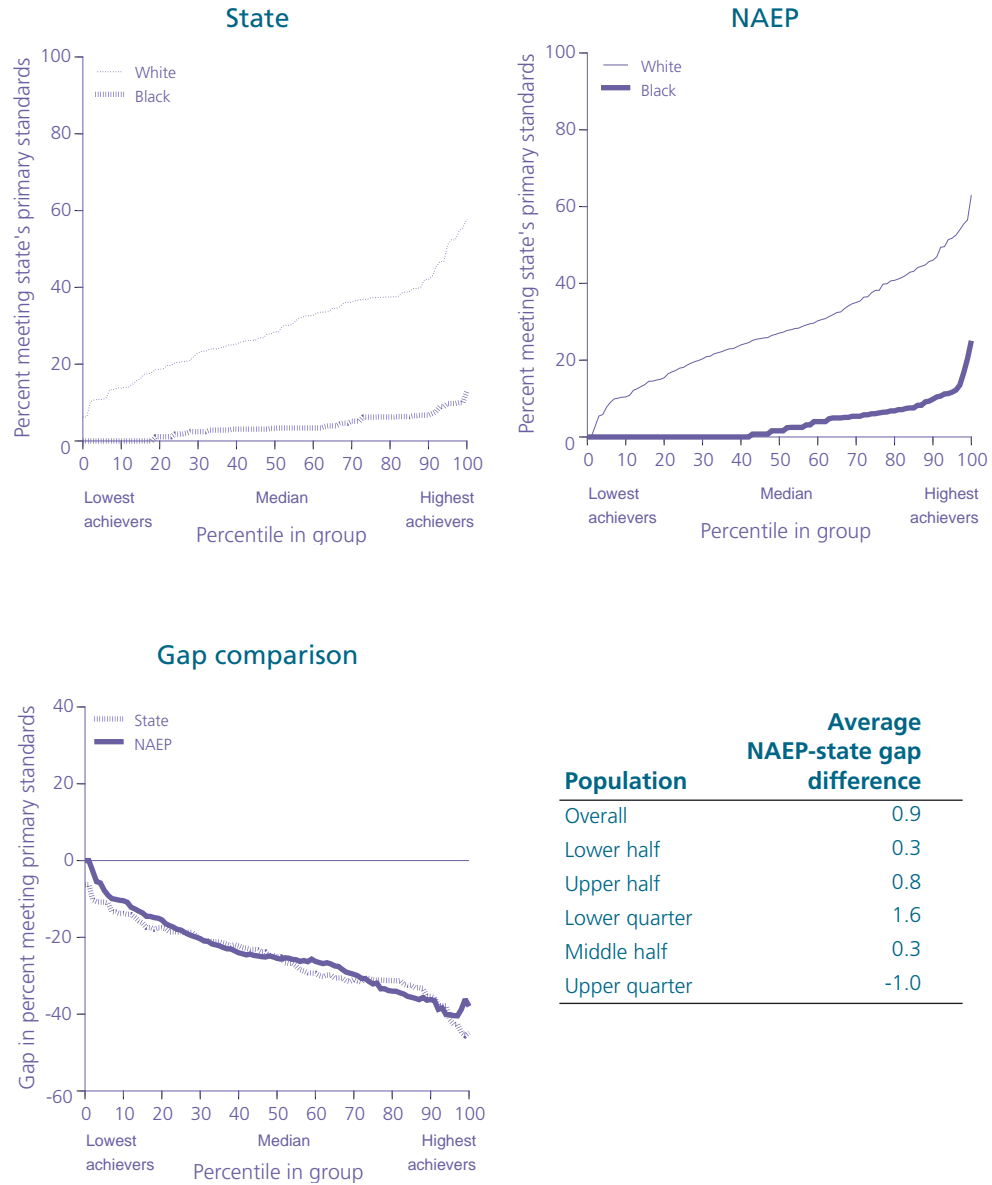 State
Percent meeting state's primary standards
100
80
60
40
20
0
White
Black
0 10 20 30 40 50 60 70 80 90 100
Lowest achievers
Median
Highest achievers
Percentile in group
NAEP
Percent meeting state's primary standards
100
80
60
40
20
0
White
Black
0 10 20 30 40 50 60 70 80 90 100
Lowest achievers
Median
Highest achievers
Percentile in group
Gap comparison
Gap in percent meeting primary standards
40
20
0
-20
-40
-60
State
NAEP
0 10 20 30 40 50 60 70 80 90 100
Lowest achievers
Median
Highest achievers
Percentile in group
Population Average NAEP-state gap difference
Overall 0.9
Lower half 0.3
Upper half 0.8
Lower quarter 1.6
Middle half 0.3
Upper quarter -1.0